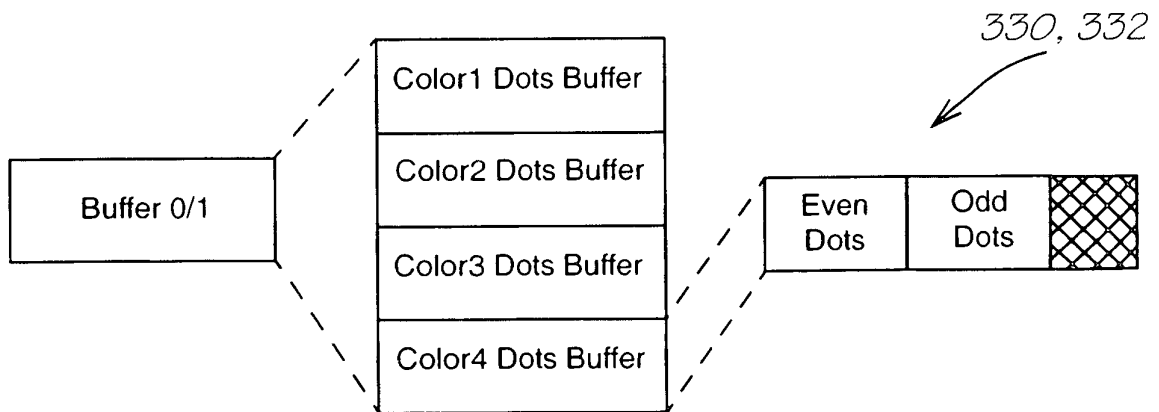 330, 332
Color1 Dots Buffer
Color2 Dots Buffer
Buffer 0/1
Even Dots
Odd Dots
Color3 Dots Buffer
Color4 Dots Buffer